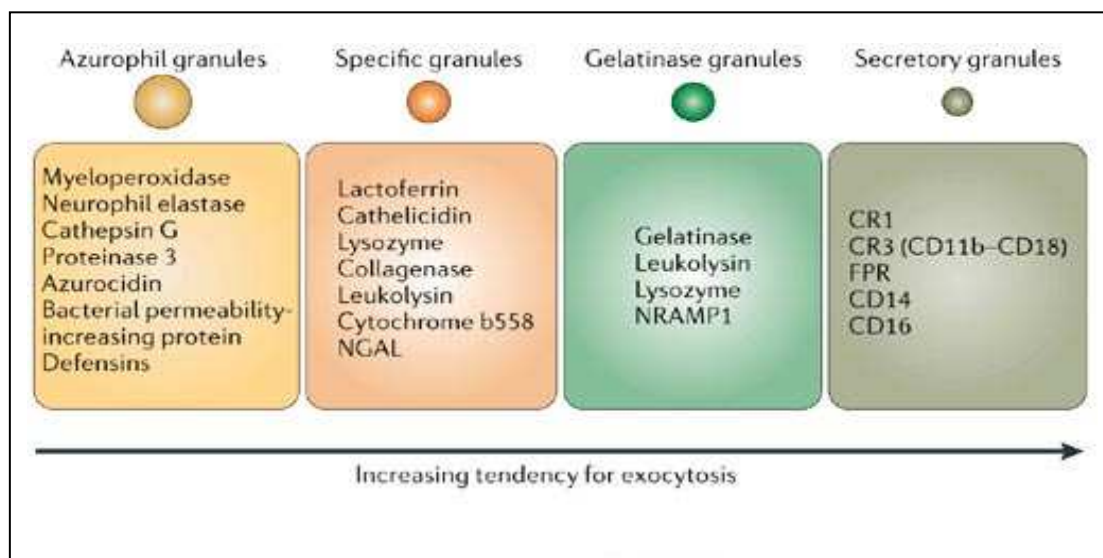 Azurophil granules
Specific granules
Gelatinase granules
Secretory granules
Myeloperoxidase
Neurophil elastase
Cathepsin G
Proteinase 3
Azurocidin
Bacterial permeability-
increasing protein
Defensins
Lactoferrin
Cathelicidin
Lysozyme
Collagenase
Leukolysin
Cytochrome b558
NGAL
Gelatinase
Leukolysin
Lysozyme
NRAMP1
CR1
CR3 (CD11b–CD18)
FPR
CD14
CD16
Increasing tendency for exocytosis